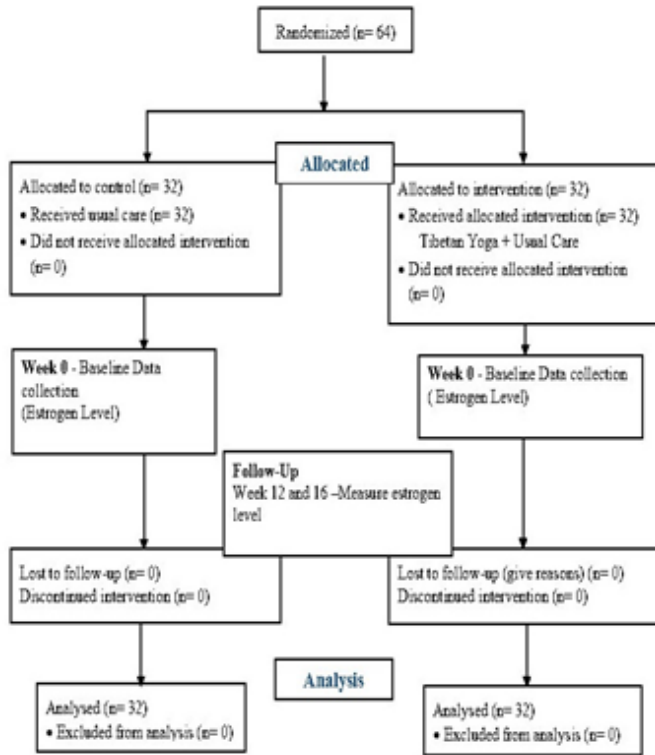 Randomized (n= 64)
Allocated
Allocated to control (n= 32)
• Received usual care (n= 32)
• Did not receive allocated intervention
(n= 0)
Allocated to intervention (n= 32)
• Received allocated intervention (n= 32)
Tibetan Yoga + Usual Care
• Did not receive allocated intervention
(n= 0)
Week 0 - Baseline Data
collection
(Estrogen Level)
Week 0 - Baseline Data collection
( Estrogen Level)
Follow-Up
Week 12 and 16 –Measure estrogen
level
Lost to follow-up (n= 0)
Discontinued intervention (n= 0)
Lost to follow-up (give reasons) (n= 0)
Discontinued intervention (n= 0)
Analysis
Analysed (n= 32)
• Excluded from analysis (n= 0)
Analysed (n= 32)
• Excluded from analysis (n= 0)